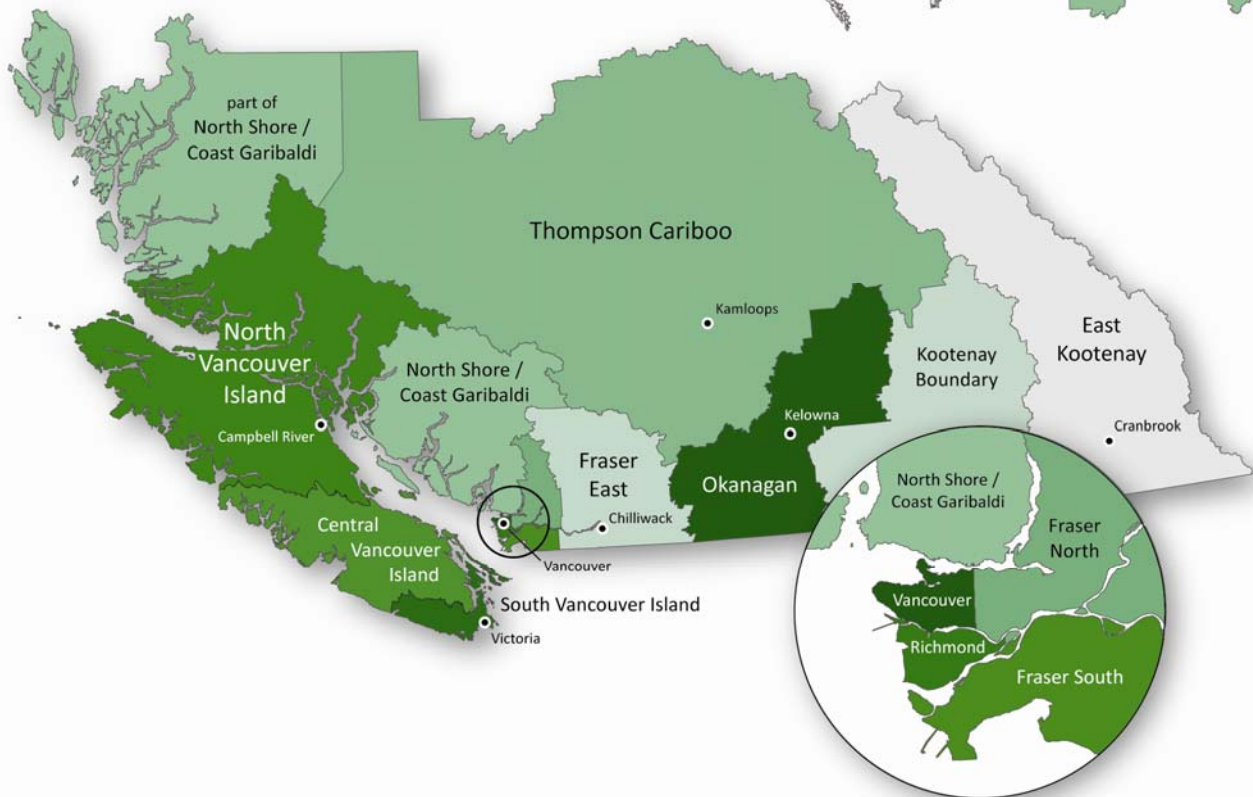 part of
North Shore /
Coast Garibaldi
Thompson Cariboo
Kamloops
East
Kootenay
Cranbrook
Kootenay
Boundary
North
Vancouver
Island
Campbell River
North Shore /
Coast Garibaldi
Kelowna
Okanagan
Fraser
East
Chilliwack
Central
Vancouver
Island
Vancouver
South Vancouver Island
Victoria
North Shore /
Coast Garibaldi
Fraser
North
Vancouver
Richmond
Fraser South